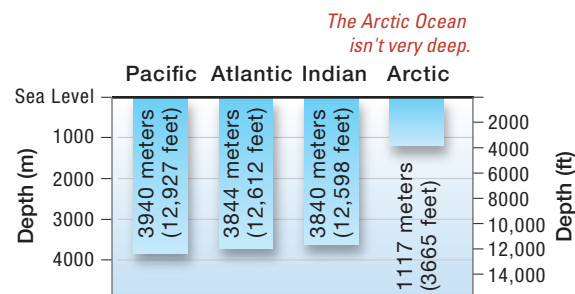 The Arctic Ocean
isn't very deep.
Pacific Atlantic Indian Arctic
Sea Level
1000
2000
3000
4000
Depth (m)
3940 meters
(12,927 feet)
3844 meters
(12,612 feet)
3840 meters
(12,598 feet)
1117 meters
(3665 feet)
2000
4000
6000
8000
10,000
12,000
14,000
Depth (ft)